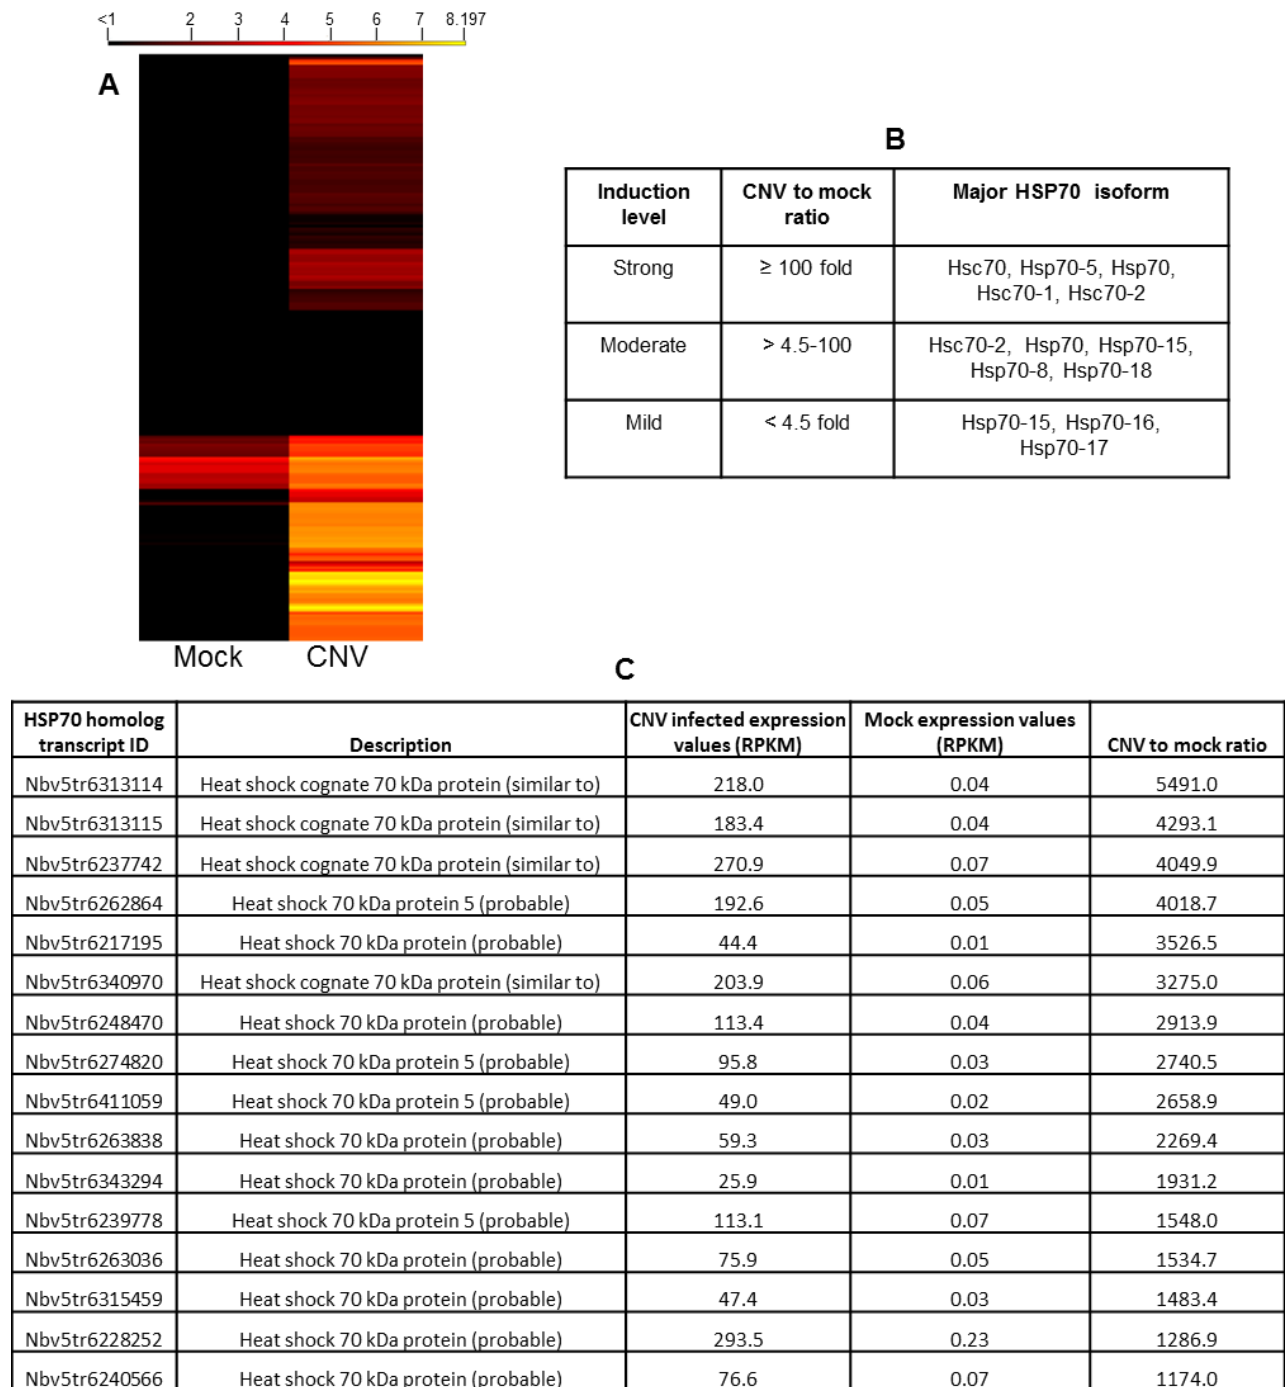 <1 2 3 4 5 6 7 8.197
A
Mock CNV
B
Induction level CNV to mock ratio Major HSP70 isoform
Strong ≥ 100 fold Hsc70, Hsp70-5, Hsp70, Hsc70-1, Hsc70-2
Moderate > 4.5-100 Hsc70-2, Hsp70, Hsp70-15, Hsp70-8, Hsp70-18
Mild < 4.5 fold Hsp70-15, Hsp70-16, Hsp70-17
C
HSP70 homolog transcript ID Description CNV infected expression values (RPKM) Mock expression values (RPKM) CNV to mock ratio
Nbv5tr6313114 Heat shock cognate 70 kDa protein (similar to) 218.0 0.04 5491.0
Nbv5tr6313115 Heat shock cognate 70 kDa protein (similar to) 183.4 0.04 4293.1
Nbv5tr6237742 Heat shock cognate 70 kDa protein (similar to) 270.9 0.07 4049.9
Nbv5tr6262864 Heat shock 70 kDa protein 5 (probable) 192.6 0.05 4018.7
Nbv5tr6217195 Heat shock 70 kDa protein (probable) 44.4 0.01 3526.5
Nbv5tr6340970 Heat shock cognate 70 kDa protein (similar to) 203.9 0.06 3275.0
Nbv5tr6248470 Heat shock 70 kDa protein (probable) 113.4 0.04 2913.9
Nbv5tr6274820 Heat shock 70 kDa protein 5 (probable) 95.8 0.03 2740.5
Nbv5tr6411059 Heat shock 70 kDa protein 5 (probable) 49.0 0.02 2658.9
Nbv5tr6263838 Heat shock 70 kDa protein (probable) 59.3 0.03 2269.4
Nbv5tr6343294 Heat shock 70 kDa protein (probable) 25.9 0.01 1931.2
Nbv5tr6239778 Heat shock 70 kDa protein 5 (probable) 113.1 0.07 1548.0
Nbv5tr6263036 Heat shock 70 kDa protein (probable) 75.9 0.05 1534.7
Nbv5tr6315459 Heat shock 70 kDa protein (probable) 47.4 0.03 1483.4
Nbv5tr6228252 Heat shock 70 kDa protein (probable) 293.5 0.23 1286.9
Nbv5tr6240566 Heat shock 70 kDa protein (probable) 76.6 0.07 1174.0